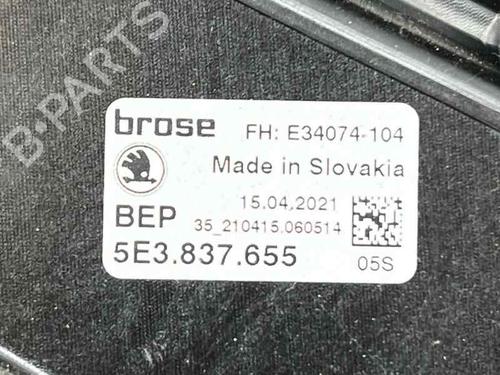 B-PARTS
brose FH: E34074-104
Made in Slovakia
15.04.2021
BEP 35_210415,060514
5E3.837.655 05S